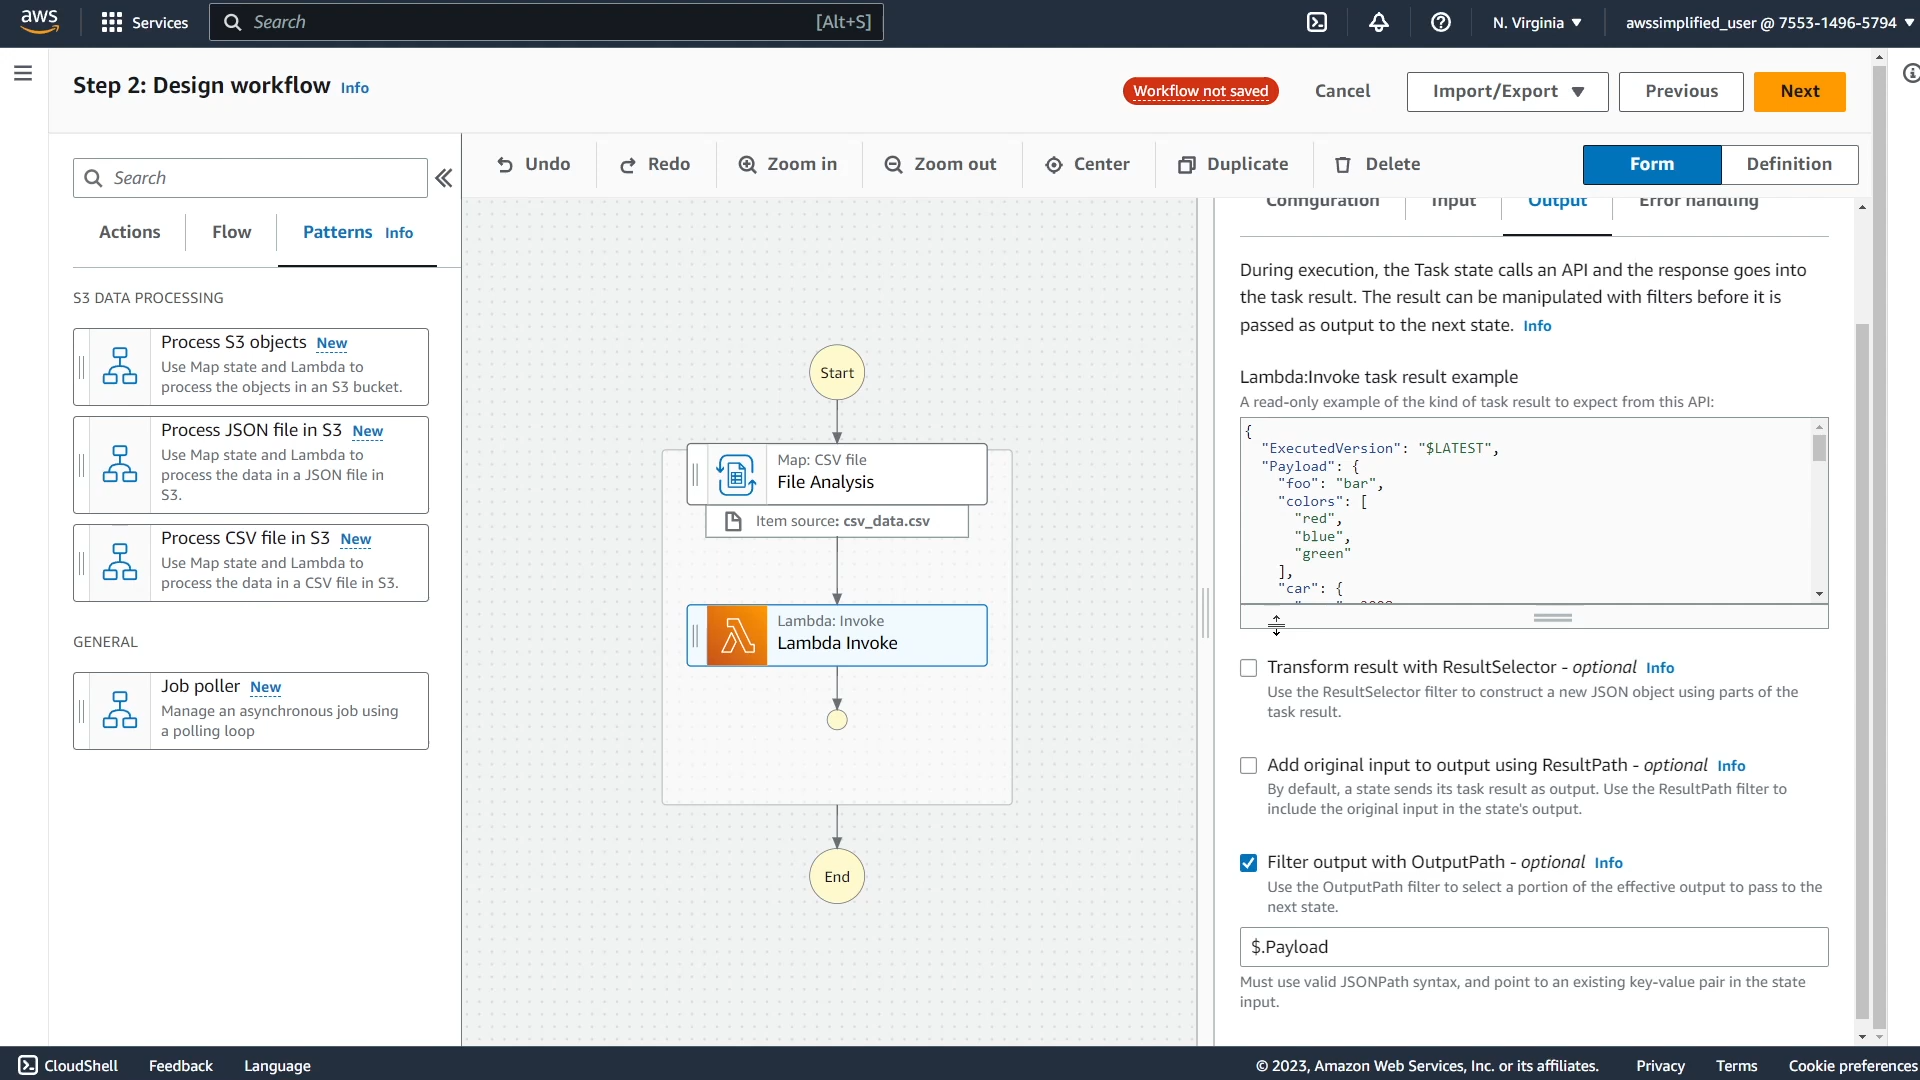 aws
Services
Search
[Alt+S]
N. Virginia
awssimplified_user @ 7553-1496-5794
Step 2: Design workflow Info
Workflow not saved
Cancel
Import/Export
Previous
Next
Search
Actions
Flow
Patterns Info
S3 DATA PROCESSING
Process S3 objects New
Use Map state and Lambda to
process the objects in an S3 bucket.
Process JSON file in S3 New
Use Map state and Lambda to
process the data in a JSON file in
S3.
Process CSV file in S3 New
Use Map state and Lambda to
process the data in a CSV file in S3.
GENERAL
Job poller New
Manage an asynchronous job using
a polling loop
Undo
Redo
Zoom in
Zoom out
Center
Duplicate
Delete
Form
Definition
Start
Map: CSV file
File Analysis
Item source: csv_data.csv
Lambda: Invoke
Lambda Invoke
End
Configuration
Input
Output
Error handling
During execution, the Task state calls an API and the response goes into
the task result. The result can be manipulated with filters before it is
passed as output to the next state. Info
Lambda:Invoke task result example
A read-only example of the kind of task result to expect from this API:
{
"ExecutedVersion": "$LATEST",
"Payload": {
"foo": "bar",
"colors": [
"red",
"blue",
"green"
],
"car": {
Transform result with ResultSelector - optional Info
Use the ResultSelector filter to construct a new JSON object using parts of the
task result.
Add original input to output using ResultPath - optional Info
By default, a state sends its task result as output. Use the ResultPath filter to
include the original input in the state's output.
Filter output with OutputPath - optional Info
Use the OutputPath filter to select a portion of the effective output to pass to the
next state.
$.Payload
Must use valid JSONPath syntax, and point to an existing key-value pair in the state
input.
CloudShell
Feedback
Language
© 2023, Amazon Web Services, Inc. or its affiliates.
Privacy
Terms
Cookie preferences